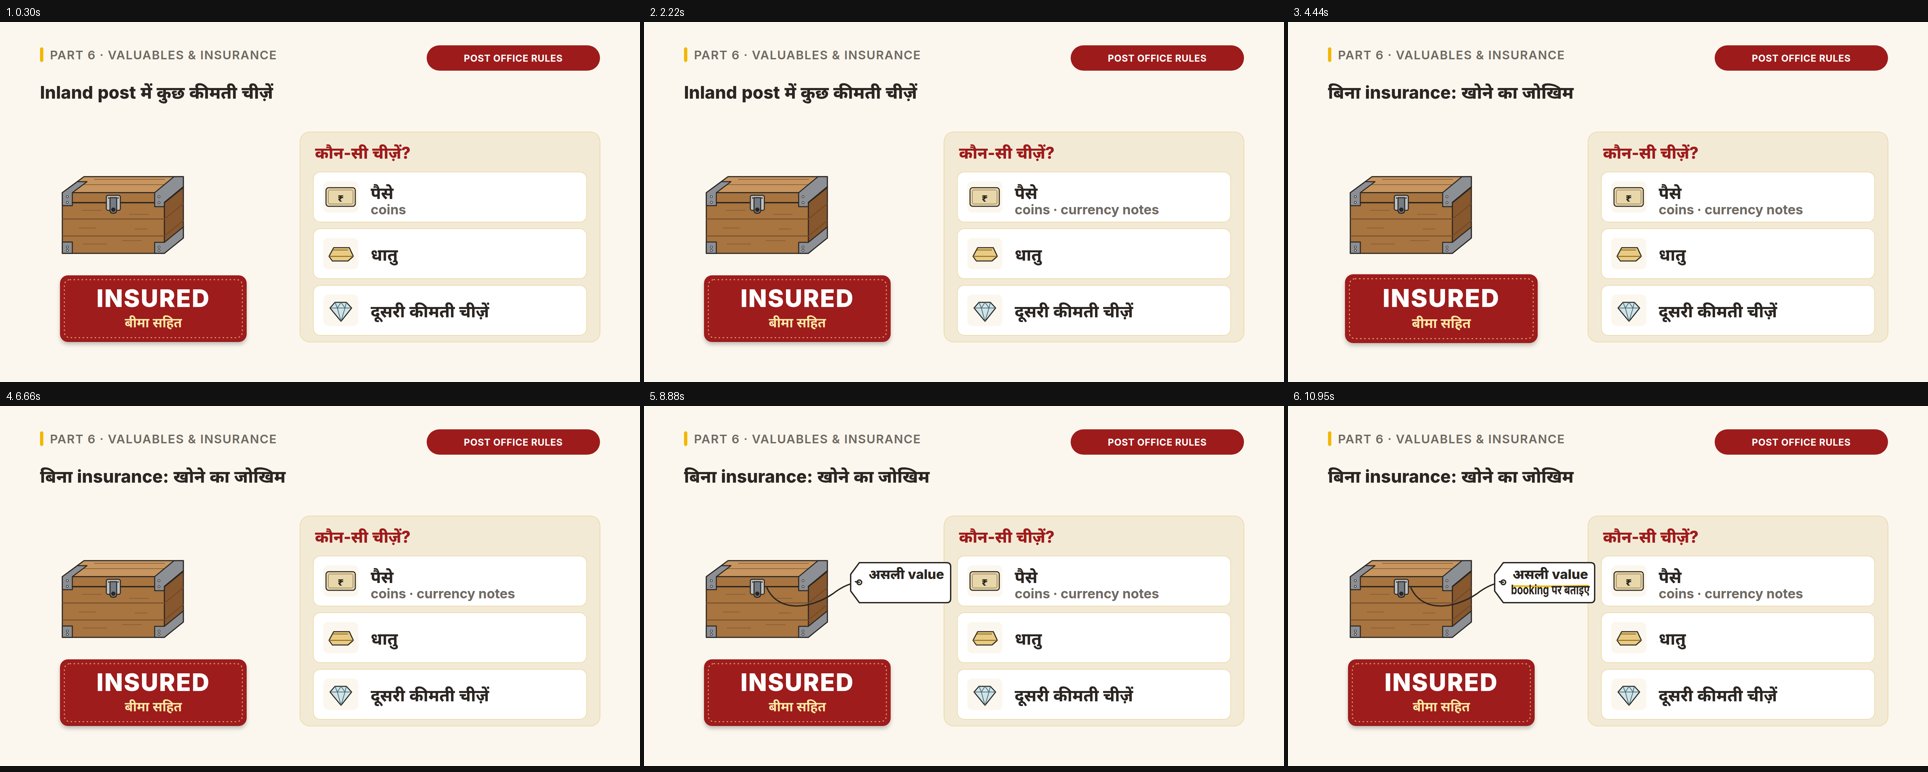 1. 0.30s
PART 6 · VALUABLES & INSURANCE
POST OFFICE RULES
Inland post में कुछ कीमती चीज़ें
कौन-सी चीज़ें?
₹
पैसे
coins
धातु
दूसरी कीमती चीज़ें
INSURED
बीमा सहित
2. 2.22s
PART 6 · VALUABLES & INSURANCE
POST OFFICE RULES
Inland post में कुछ कीमती चीज़ें
कौन-सी चीज़ें?
₹
पैसे
coins · currency notes
धातु
दूसरी कीमती चीज़ें
INSURED
बीमा सहित
3. 4.44s
PART 6 · VALUABLES & INSURANCE
POST OFFICE RULES
बिना insurance: खोने का जोखिम
कौन-सी चीज़ें?
₹
पैसे
coins · currency notes
धातु
दूसरी कीमती चीज़ें
INSURED
बीमा सहित
4. 6.66s
PART 6 · VALUABLES & INSURANCE
POST OFFICE RULES
बिना insurance: खोने का जोखिम
कौन-सी चीज़ें?
₹
पैसे
coins · currency notes
धातु
दूसरी कीमती चीज़ें
INSURED
बीमा सहित
5. 8.88s
PART 6 · VALUABLES & INSURANCE
POST OFFICE RULES
बिना insurance: खोने का जोखिम
असली value
कौन-सी चीज़ें?
₹
पैसे
coins · currency notes
धातु
दूसरी कीमती चीज़ें
INSURED
बीमा सहित
6. 10.95s
PART 6 · VALUABLES & INSURANCE
POST OFFICE RULES
बिना insurance: खोने का जोखिम
असली value
booking पर बताइए
कौन-सी चीज़ें?
₹
पैसे
coins · currency notes
धातु
दूसरी कीमती चीज़ें
INSURED
बीमा सहित